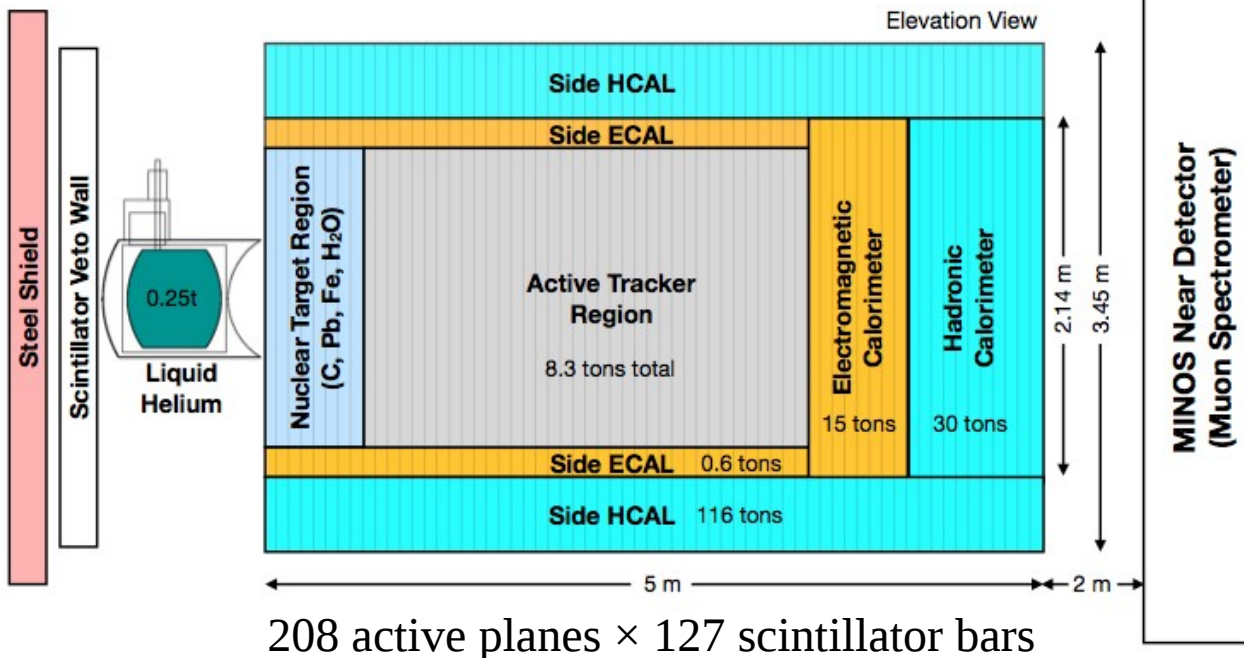 Elevation View
Steel Shield
Scintillator Veto Wall
0.25t
Liquid
Helium
Side HCAL
Side ECAL
Nuclear Target Region
(C, Pb, Fe, H₂O)
Active Tracker
Region
8.3 tons total
Electromagnetic
Calorimeter
15 tons
Hadronic
Calorimeter
30 tons
Side ECAL 0.6 tons
Side HCAL 116 tons
2.14 m
3.45 m
MINOS Near Detector
(Muon Spectrometer)
5 m
2 m
208 active planes × 127 scintillator bars